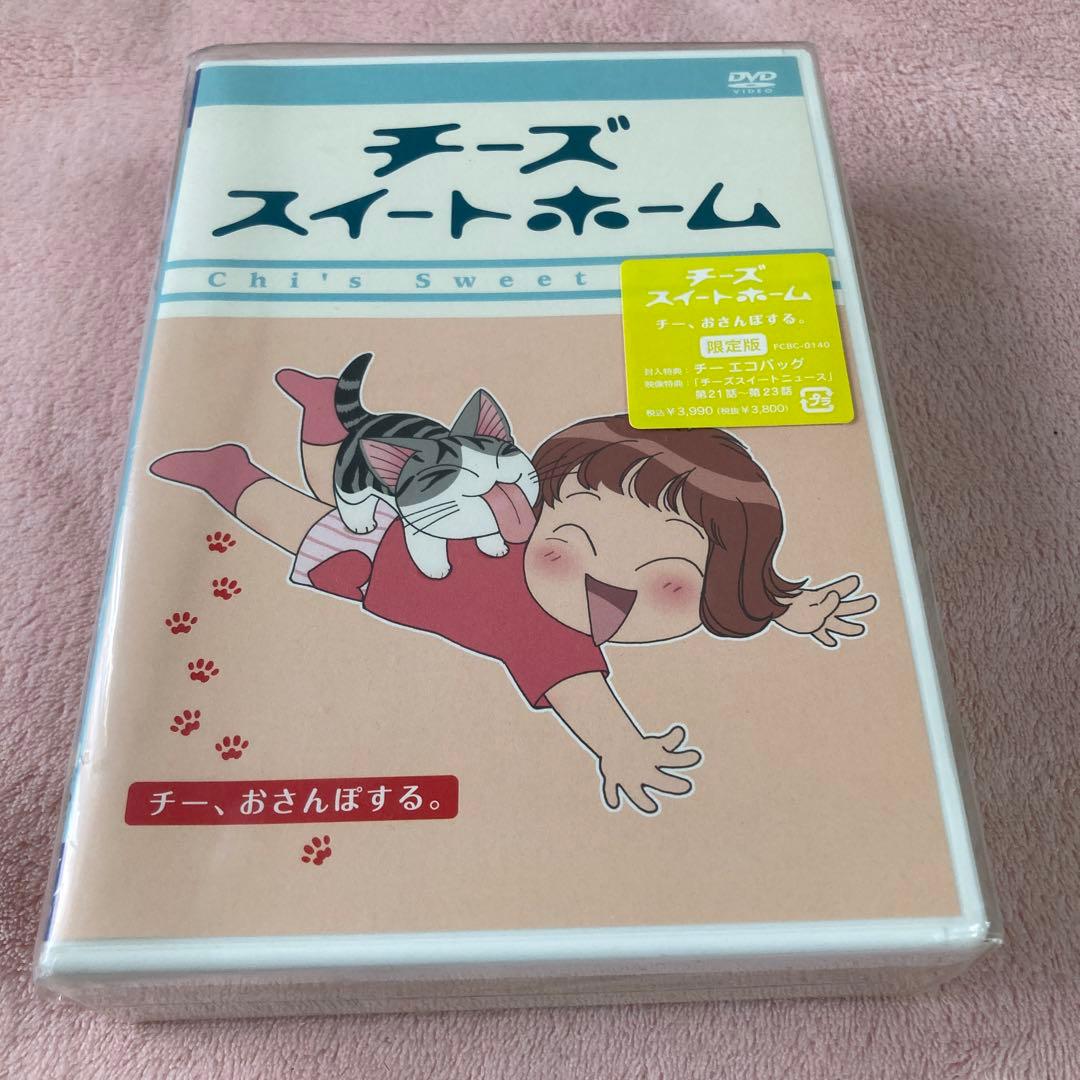 DVD
VIDEO
チーズ
スイートホーム
Chi's Sweet
チーズ
スイートホーム
チー、おさんぽする。
限定版 FCBC-0140
封入特典：チー エコバッグ
映像特典：「チーズスイートニュース」
第21話～第23話
税込￥3,990（税抜￥3,800）
プラ
チー、おさんぽする。